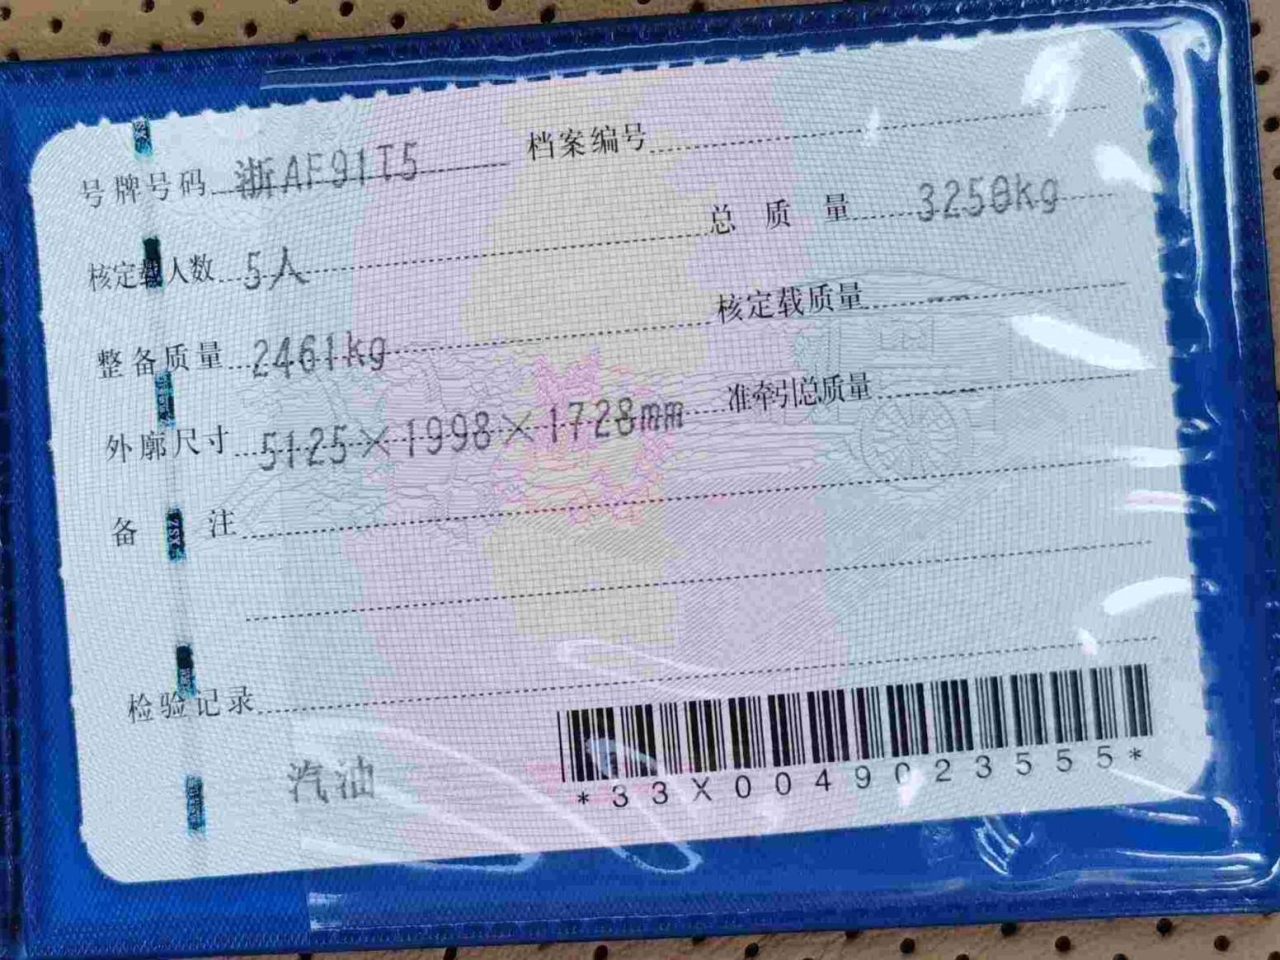 号牌号码 浙AF91T5 档案编号
核定载人数 5人 总质量 3250kg
整备质量 2461kg 核定载质量 --
外廓尺寸 5125×1998×1728mm 准牵引总质量 --
备注
检验记录
汽油
*33X0049023555*